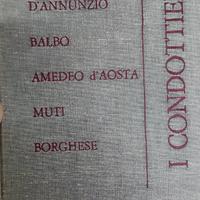 D'ANNUNZIO
BALBO
AMEDEO d'AOSTA
MUTI
BORGHESE
I CONDOTTIE